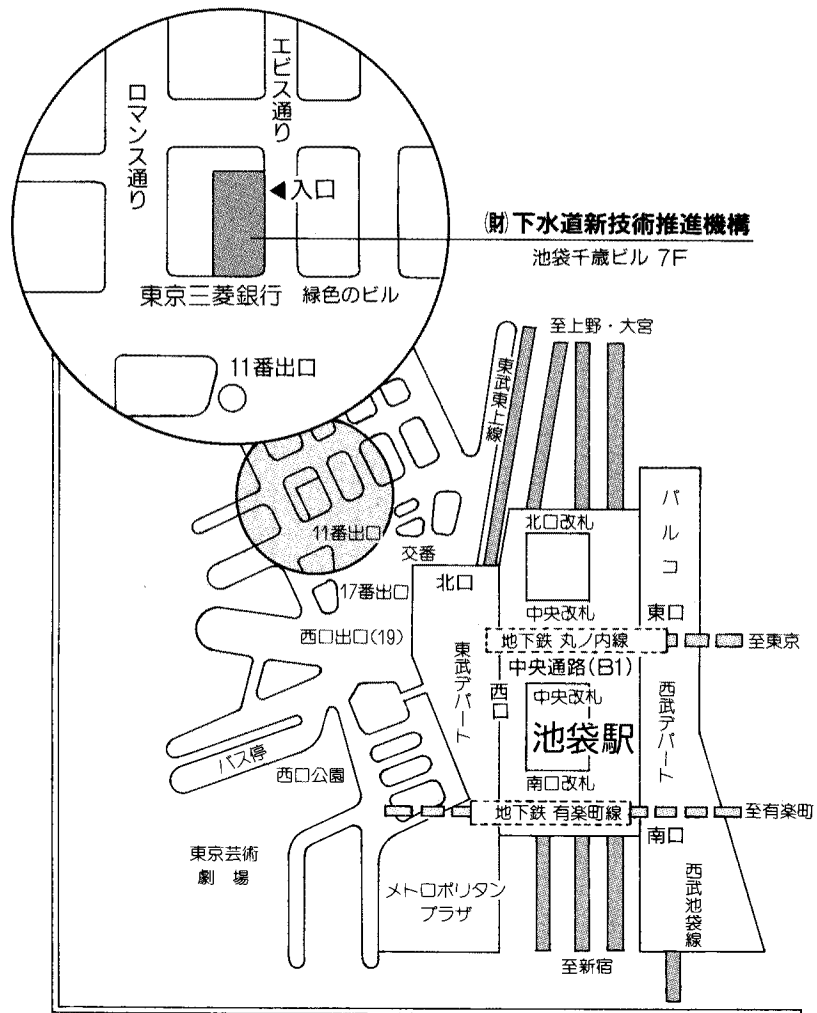 エビス通り
ロマンス通り
◀入口
(財)下水道新技術推進機構
池袋千歳ビル 7F
東京三菱銀行
緑色のビル
11番出口
至上野・大宮
東武東上線
パルコ
北口改札
11番出口
交番
北口
17番出口
中央改札
東口
西口出口(19)
地下鉄 丸ノ内線
至東京
中央通路(B1)
東武デパート
西口
中央改札
西武デパート
池袋駅
バス停
西口公園
南口改札
地下鉄 有楽町線
至有楽町
南口
東京芸術
劇場
メトロポリタン
プラザ
西武池袋線
至新宿